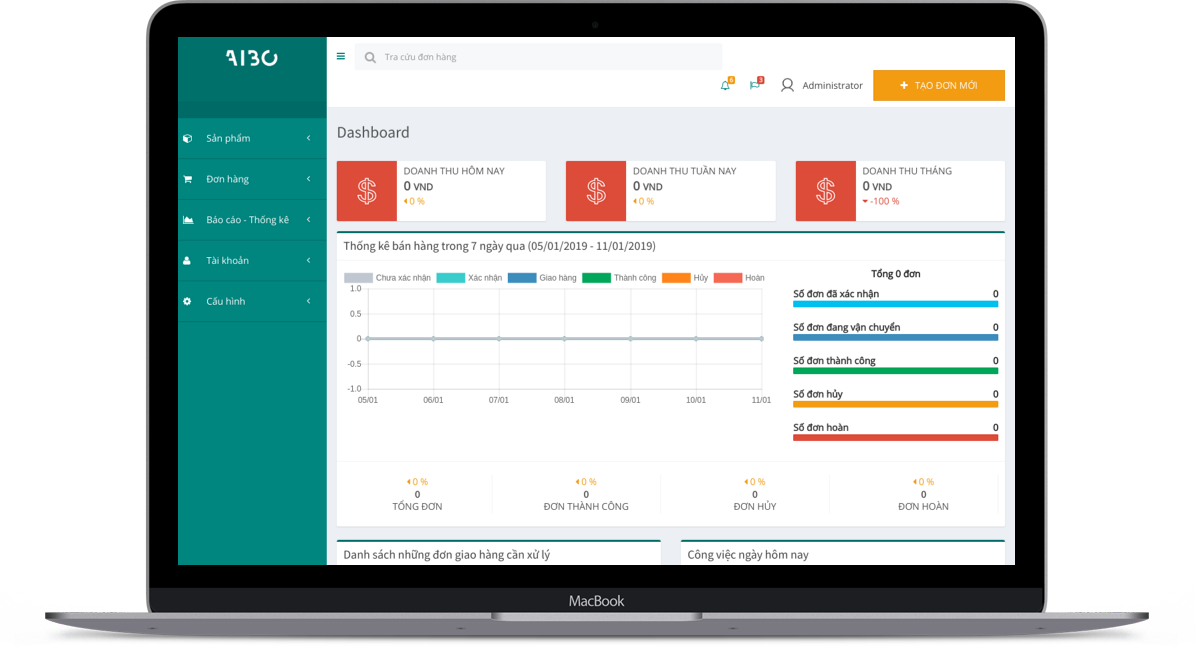 AIBO
Tra cứu đơn hàng
6
3
Administrator
+ TẠO ĐƠN MỚI
Sản phẩm
Đơn hàng
Báo cáo - Thống kê
Tài khoản
Cấu hình
Dashboard
DOANH THU HÔM NAY
0 VND
0 %
DOANH THU TUẦN NAY
0 VND
0 %
DOANH THU THÁNG
0 VND
-100 %
Thống kê bán hàng trong 7 ngày qua (05/01/2019 - 11/01/2019)
Chưa xác nhận Xác nhận Giao hàng Thành công Hủy Hoàn
1.0
0.5
0
-0.5
-1.0
05/01 06/01 07/01 08/01 09/01 10/01 11/01
Tổng 0 đơn
Số đơn đã xác nhận 0
Số đơn đang vận chuyển 0
Số đơn thành công 0
Số đơn hủy 0
Số đơn hoàn 0
0 %
0
TỔNG ĐƠN
0 %
0
ĐƠN THÀNH CÔNG
0 %
0
ĐƠN HỦY
0 %
0
ĐƠN HOÀN
Danh sách những đơn giao hàng cần xử lý
Công việc ngày hôm nay
MacBook